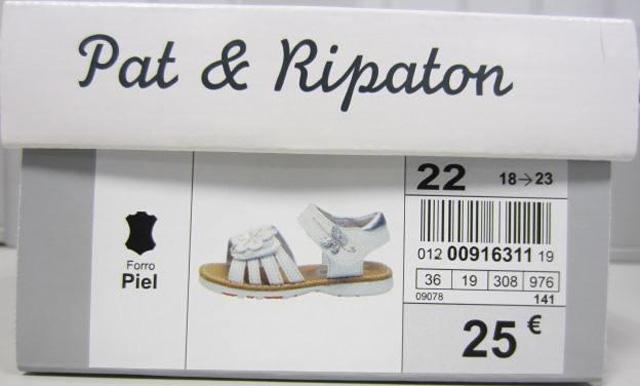 Pat & Ripaton
22 18→23
012 00916311 19
Forro
Piel
36 19 308 976
09078 141
25 €